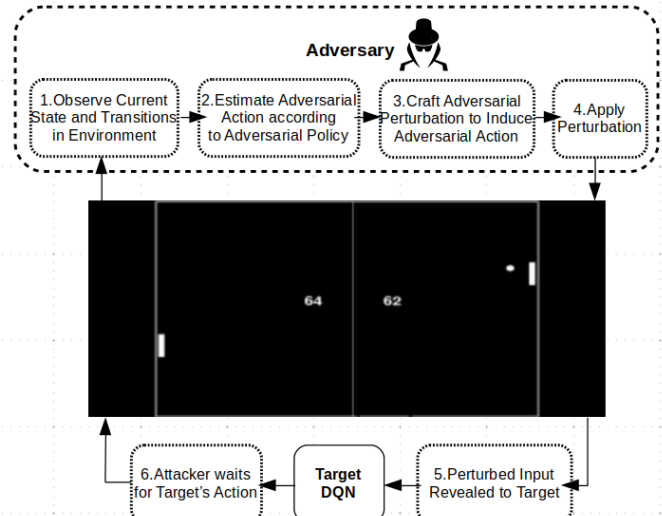 Adversary
1.Observe Current
State and Transitions
in Environment
2.Estimate Adversarial
Action according
to Adversarial Policy
3.Craft Adversarial
Perturbation to Induce
Adversarial Action
4.Apply
Perturbation
64
62
6.Attacker waits
for Target's Action
Target
DQN
5.Perturbed Input
Revealed to Target